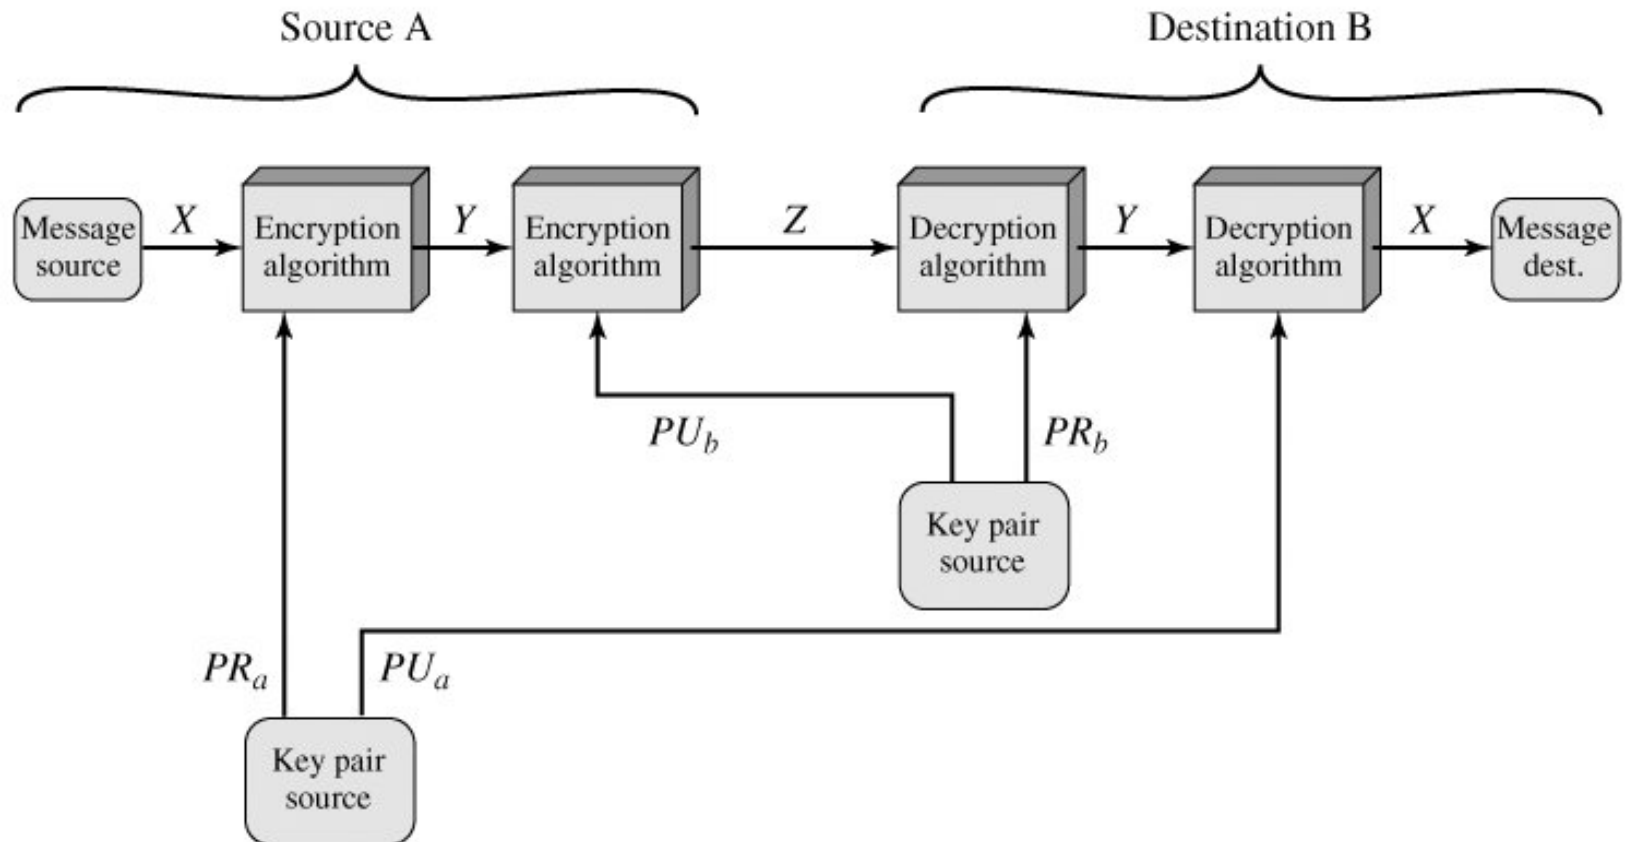 Source A
Destination B
Message
source
X
Encryption
algorithm
Y
Encryption
algorithm
Z
Decryption
algorithm
Y
Decryption
algorithm
X
Message
dest.
PU_b
PR_b
Key pair
source
PR_a
PU_a
Key pair
source